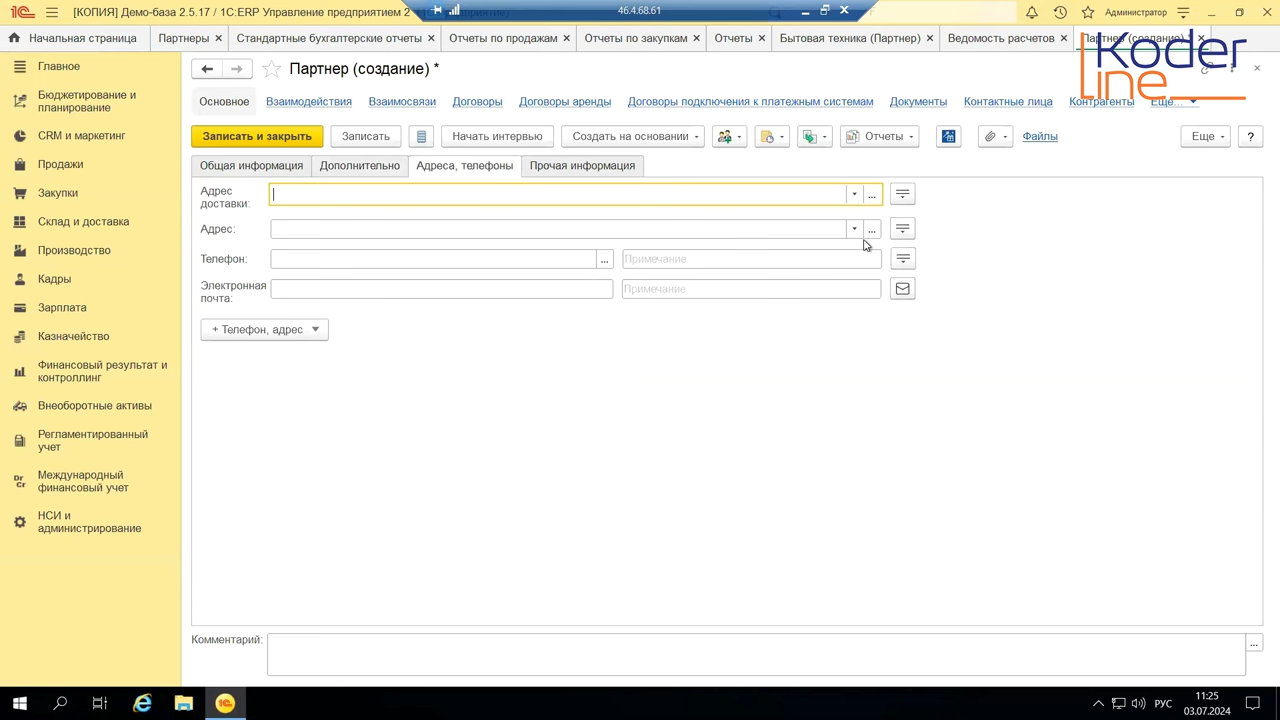 [КОПИЯ] Демо-база 2.5.17 / 1С:ERP Управление предприятием 2
46.4.68.61
Администратор
Начальная страница
Партнеры
Стандартные бухгалтерские отчеты
Отчеты по продажам
Отчеты по закупкам
Отчеты
Бытовая техника (Партнер)
Ведомость расчетов
Партнер (создание)
Koder
line
Главное
Бюджетирование и
планирование
CRM и маркетинг
Продажи
Закупки
Склад и доставка
Производство
Кадры
Зарплата
Казначейство
Финансовый результат и
контроллинг
Внеоборотные активы
Регламентированный
учет
Международный
финансовый учет
НСИ и
администрирование
Партнер (создание) *
Основное
Взаимодействия
Взаимосвязи
Договоры
Договоры аренды
Договоры подключения к платежным системам
Документы
Контактные лица
Контрагенты
Еще...
Записать и закрыть
Записать
Начать интервью
Создать на основании
Отчеты
Файлы
Еще
?
Общая информация
Дополнительно
Адреса, телефоны
Прочая информация
Адрес
доставки:
Адрес:
Телефон:
Примечание
Электронная
почта:
Примечание
+ Телефон, адрес
Комментарий:
РУС
11:25
03.07.2024